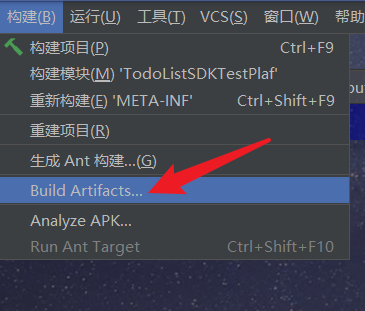 构建(B) 运行(U) 工具(T) VCS(S) 窗口(W) 帮助
构建项目(P) Ctrl+F9
构建模块(M) 'TodoListSDKTestPlaf'
重新构建(E) 'META-INF' Ctrl+Shift+F9
重建项目(R)
生成 Ant 构建...(G)
Build Artifacts...
Analyze APK...
Run Ant Target Ctrl+Shift+F10